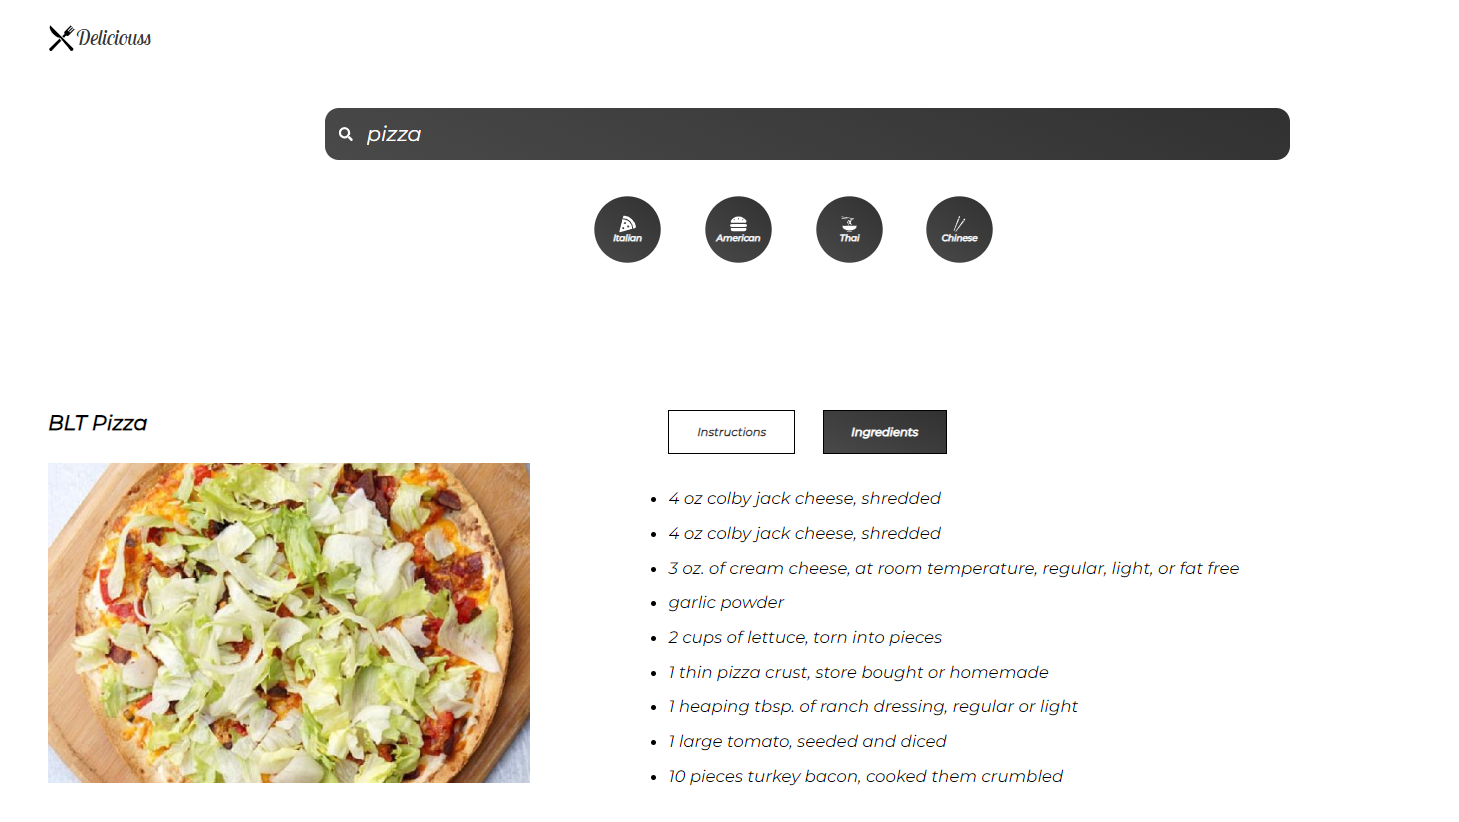 Deliciouss
pizza
Italian
American
Thai
Chinese
BLT Pizza
Instructions
Ingredients
4 oz colby jack cheese, shredded
4 oz colby jack cheese, shredded
3 oz. of cream cheese, at room temperature, regular, light, or fat free
garlic powder
2 cups of lettuce, torn into pieces
1 thin pizza crust, store bought or homemade
1 heaping tbsp. of ranch dressing, regular or light
1 large tomato, seeded and diced
10 pieces turkey bacon, cooked them crumbled